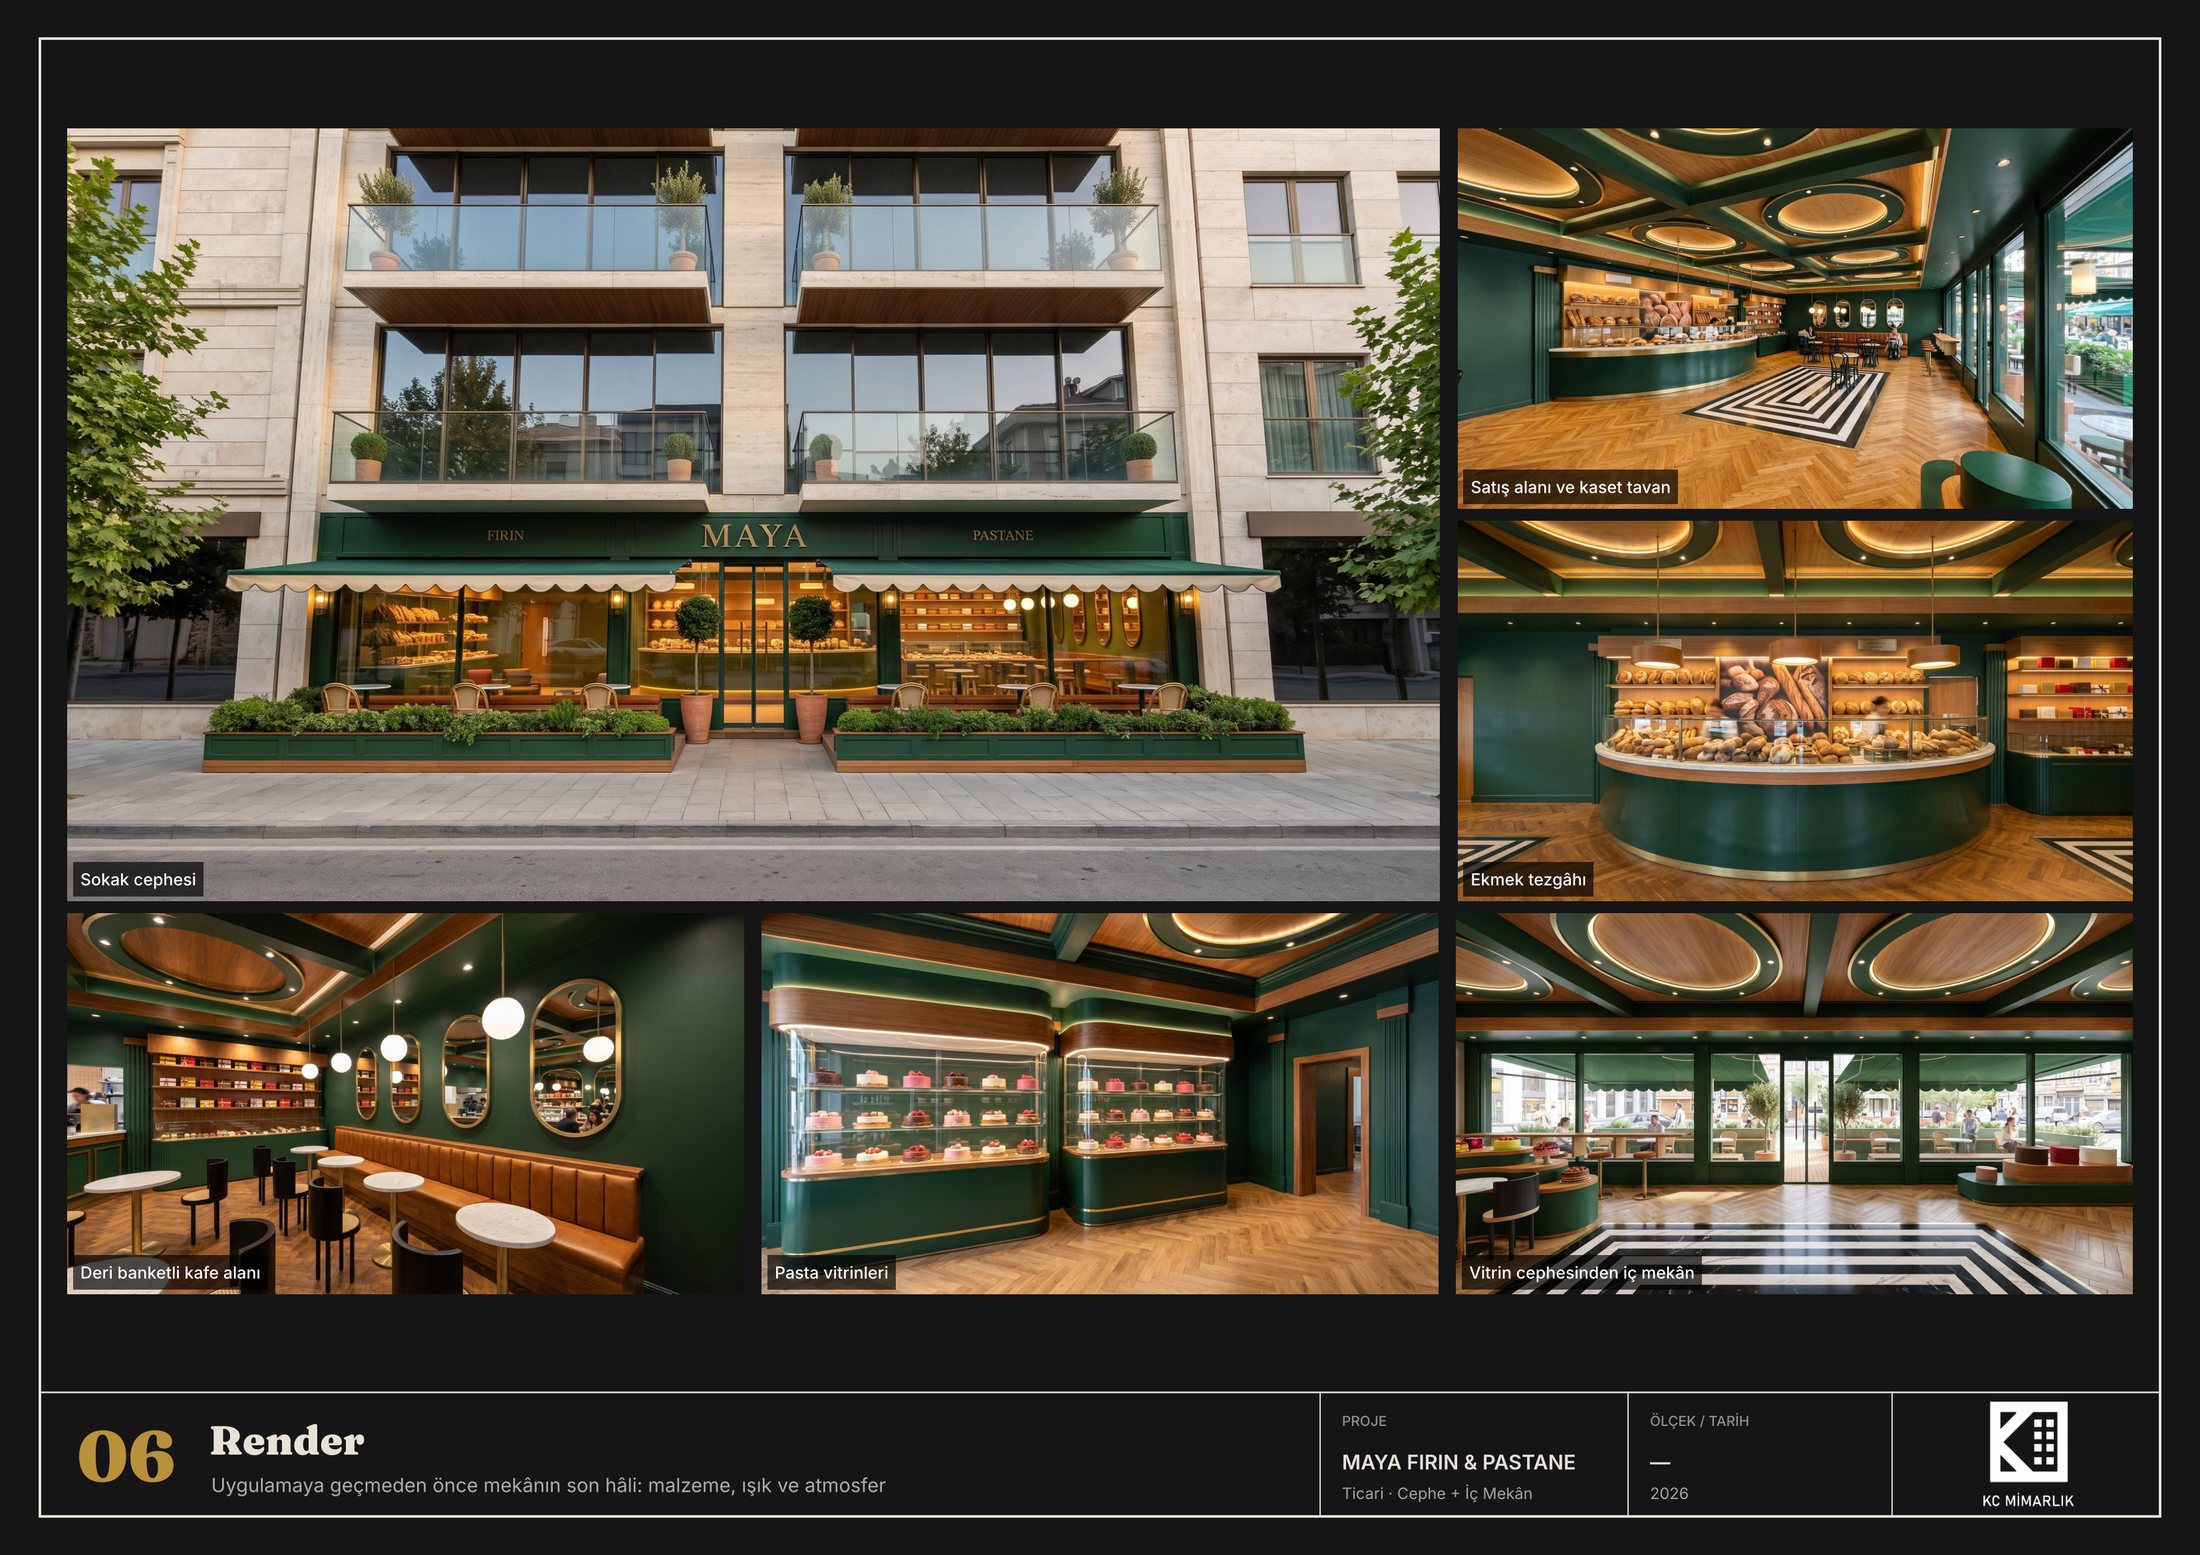 FIRIN
MAYA
PASTANE
Sokak cephesi
Satış alanı ve kaset tavan
Ekmek tezgâhı
Deri banketli kafe alanı
Pasta vitrinleri
Vitrin cephesinden iç mekân
06
Render
Uygulamaya geçmeden önce mekânın son hâli: malzeme, ışık ve atmosfer
PROJE
MAYA FIRIN & PASTANE
Ticari · Cephe + İç Mekân
ÖLÇEK / TARİH
—
2026
KC MİMARLIK